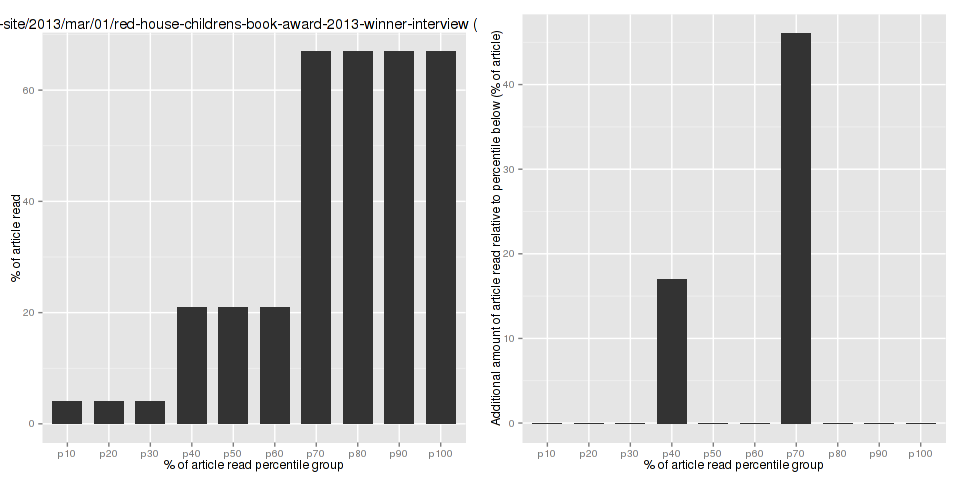 -site/2013/mar/01/red-house-childrens-book-award-2013-winner-interview (
% of article read
60
40
20
0
p10 p20 p30 p40 p50 p60 p70 p80 p90 p100
% of article read percentile group
Additional amount of article read relative to percentile below (% of article)
40
30
20
10
0
p10 p20 p30 p40 p50 p60 p70 p80 p90 p100
% of article read percentile group